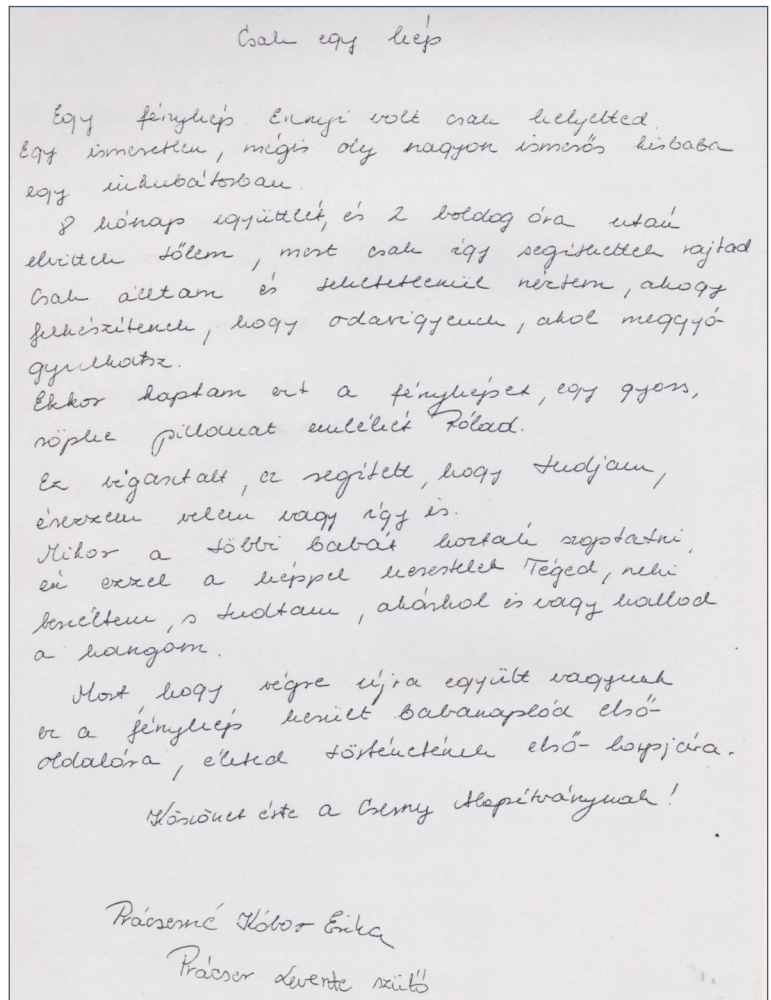 Csak egy kép
Egy fénykép. Ennyi volt csak helyetted.
Egy ismeretlen, mégis oly nagyon ismerős kisbaba
egy inkubátorban.
8 hónap együttlét, és 2 boldog óra után
elvittek tőlem, mert csak így segíthettek rajtad
Csak álltam és tehetetlenül néztem, ahogy
felkészítenek, hogy odavigyenek, ahol meggyó-
gyulhatsz.
Ekkor kaptam ezt a fényképet, egy gyors,
röpke pillanat emlékét Rólad.
Ez vigasztalt, ez segített, hogy tudjam,
érezzem velem vagy így is.
Mikor a többi babát hozták szoptatni,
én ezzel a képpel kerestelek Téged, neki
beszéltem, s tudtam, akárhol is vagy hallod
a hangom.
Most hogy végre újra együtt vagyunk
ez a fénykép került Babanaplód első-
oldalára, életed történetének első- lapjára.
Köszönet érte a Cserny Alapítványnak!
Prácserné Kóbor Erika
Prácser Levente szülő